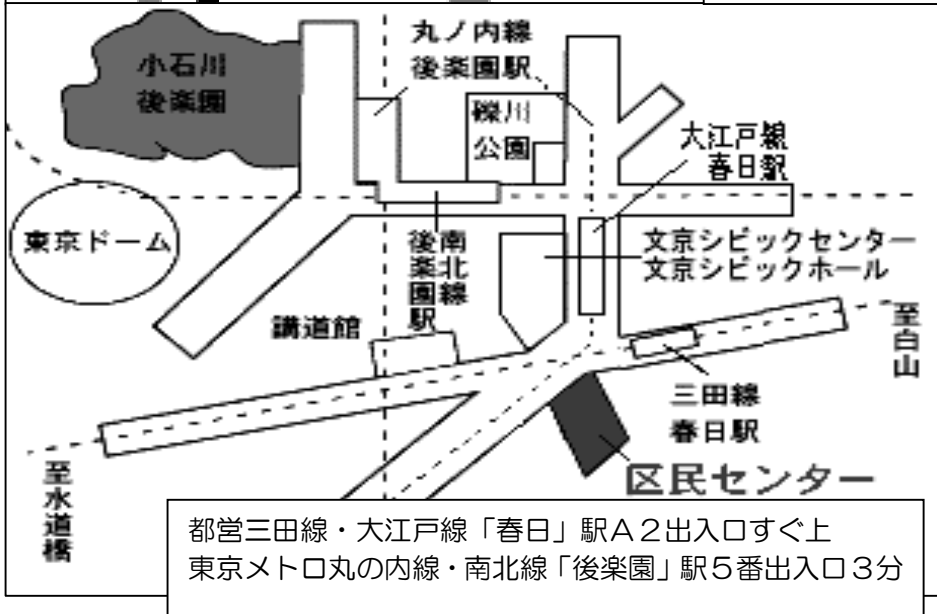 丸ノ内線
後楽園駅
小石川
後楽園
礫川
公園
大江戸線
春日駅
東京ドーム
南北線
後楽園駅
文京シビックセンター
文京シビックホール
講道館
至白山
三田線
春日駅
区民センター
至水道橋
都営三田線・大江戸線「春日」駅A2出入口すぐ上
東京メトロ丸の内線・南北線「後楽園」駅5番出入口3分